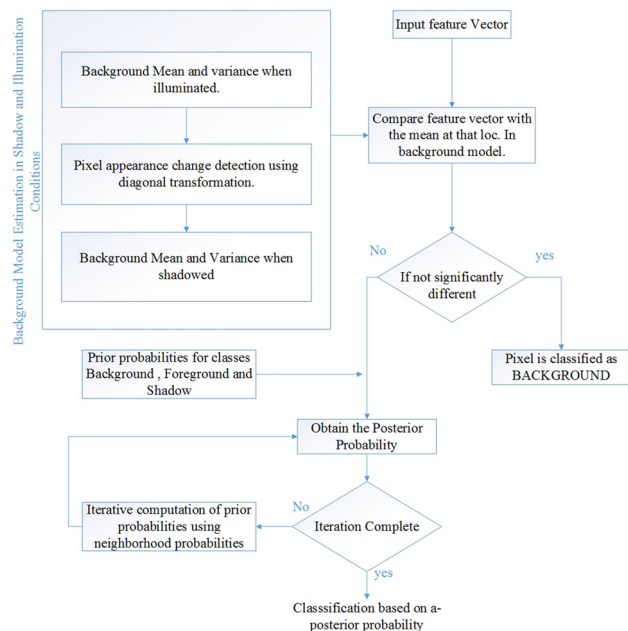 Background Model Estimation in Shadow and Illumination
Conditions
Background Mean and variance when
illuminated.
Pixel appearance change detection using
diagonal transformation.
Background Mean and Variance when
shadowed
Input feature Vector
Compare feature vector with
the mean at that loc. In
background model.
No
yes
If not significantly
different
Prior probabilities for classes
Background , Foreground and
Shadow
Pixel is classified as
BACKGROUND
Obtain the Posterior
Probability
No
Iterative computation of prior
probabilities using
neighborhood probabilities
Iteration Complete
yes
Classsification based on a-
posterior probability